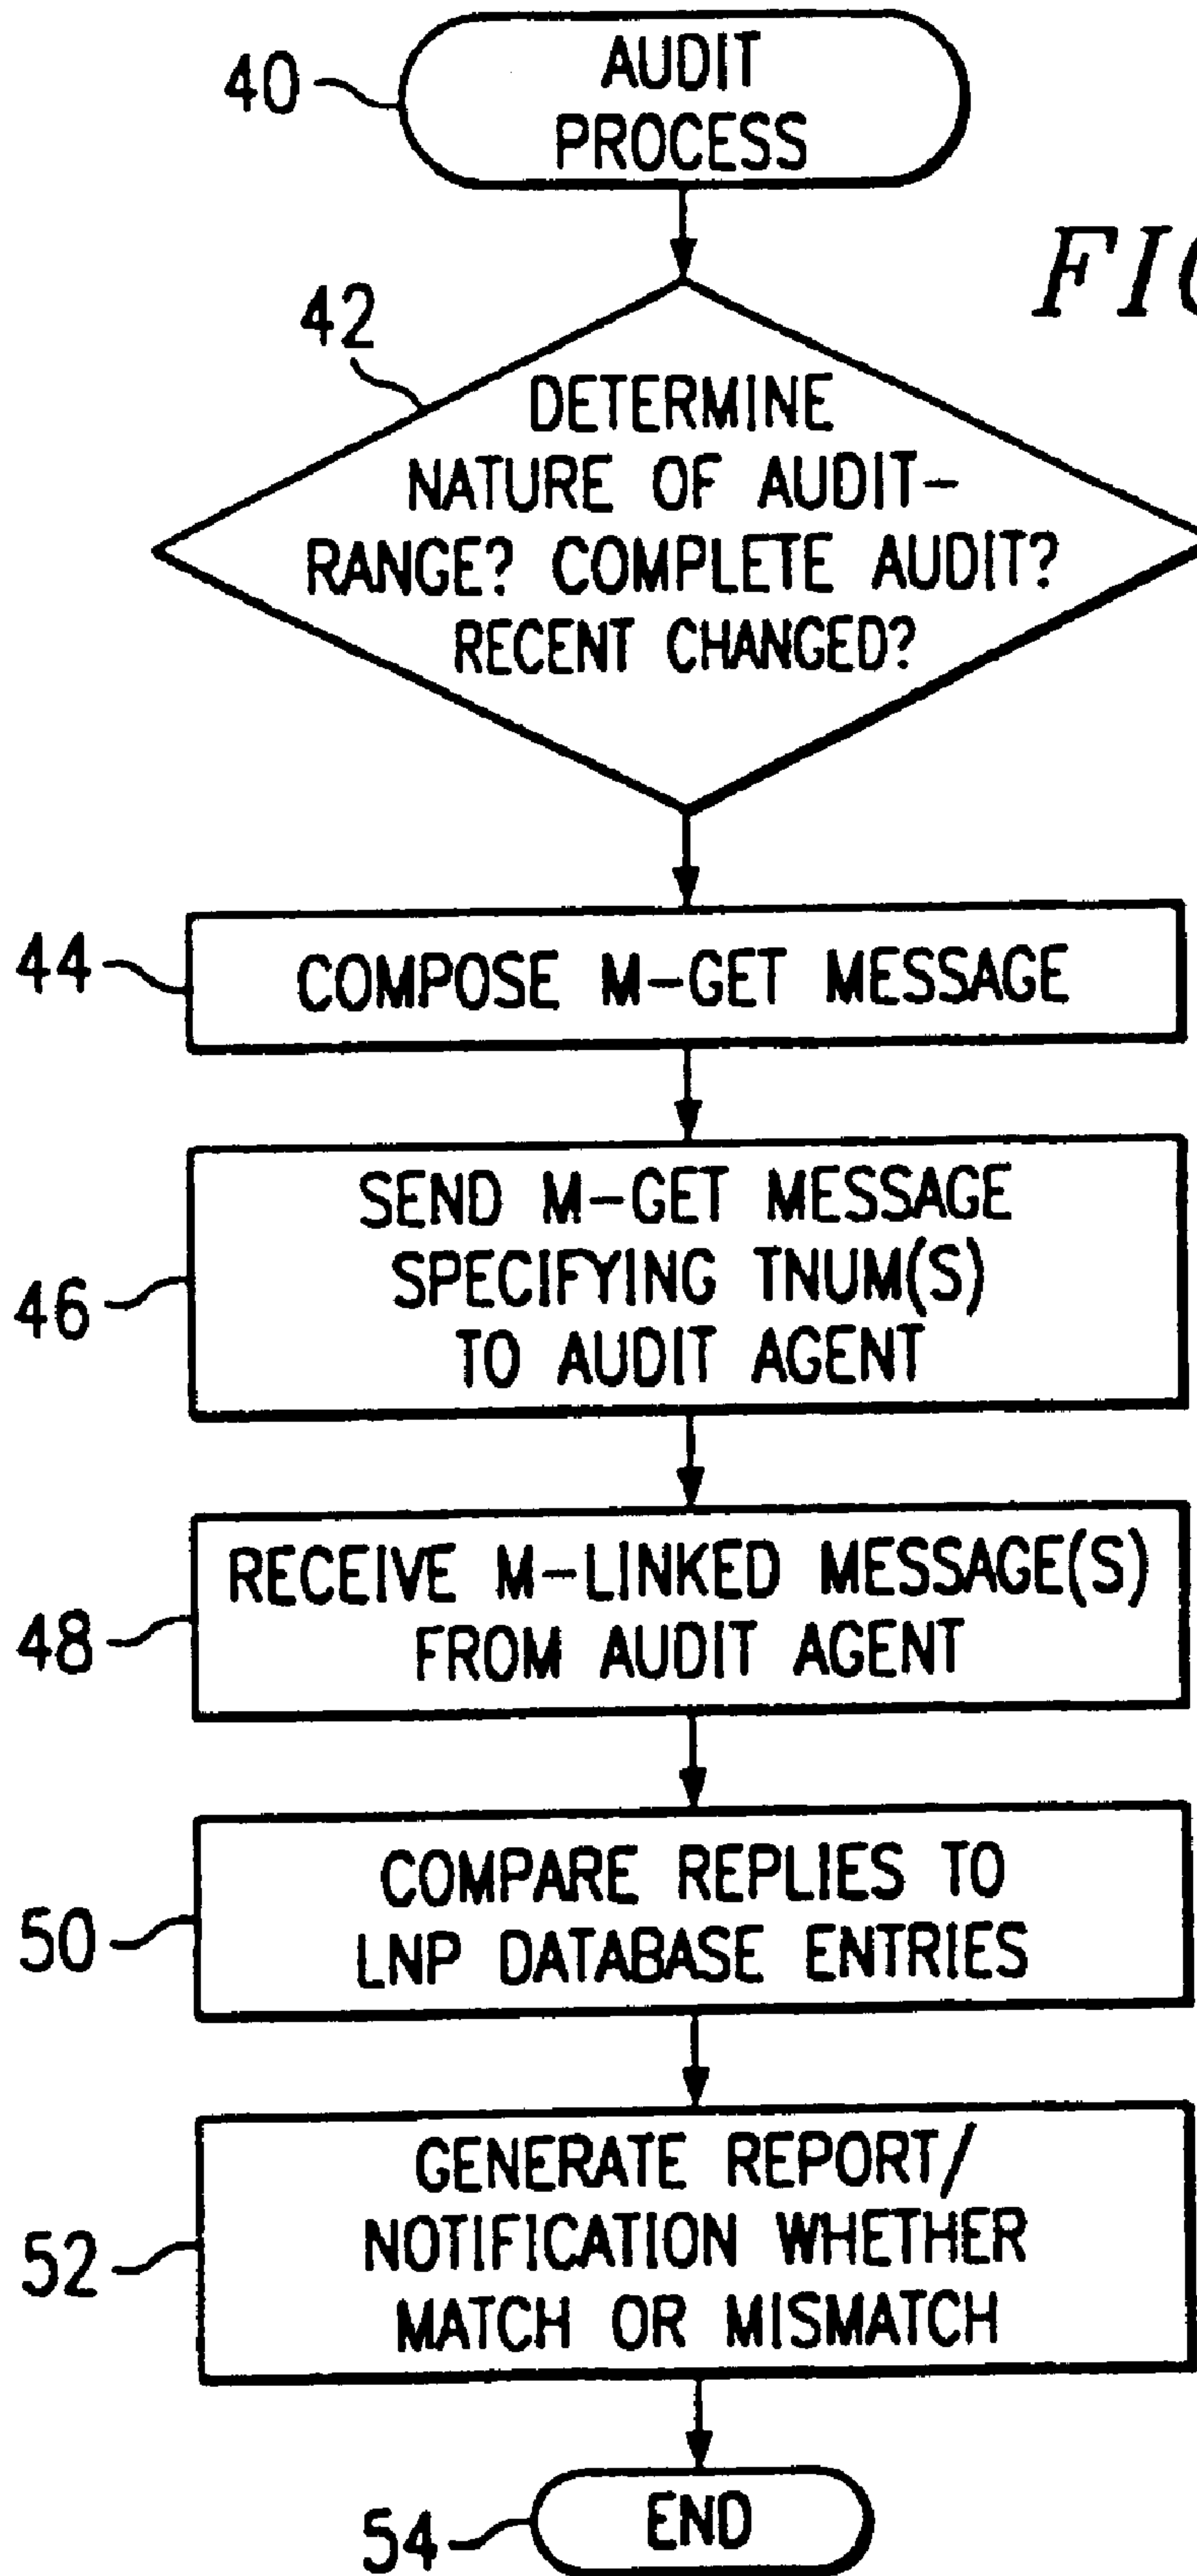 40
AUDIT
PROCESS
42
DETERMINE
NATURE OF AUDIT-
RANGE? COMPLETE AUDIT?
RECENT CHANGED?
44
COMPOSE M-GET MESSAGE
46
SEND M-GET MESSAGE
SPECIFYING TNUM(S)
TO AUDIT AGENT
48
RECEIVE M-LINKED MESSAGE(S)
FROM AUDIT AGENT
50
COMPARE REPLIES TO
LNP DATABASE ENTRIES
52
GENERATE REPORT/
NOTIFICATION WHETHER
MATCH OR MISMATCH
54
END